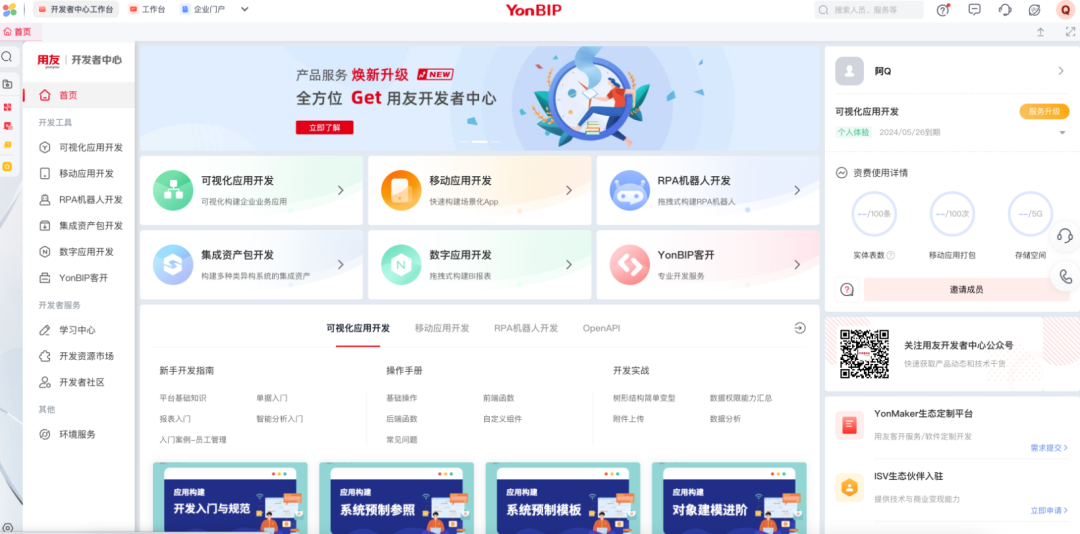 开发者中心工作台
工作台
企业门户
YonBIP
搜索人员、服务等
Q
首页
用友 开发者中心
首页
开发工具
可视化应用开发
移动应用开发
RPA机器人开发
集成资产包开发
数字应用开发
YonBIP客开
开发者服务
学习中心
开发资源市场
开发者社区
其他
环境服务
产品服务 焕新升级 NEW
全方位 Get 用友开发者中心
立即了解
可视化应用开发
可视化构建企业业务应用
移动应用开发
快速构建场景化App
RPA机器人开发
拖拽式构建RPA机器人
集成资产包开发
构建多种类异构系统的集成资产
N
数字应用开发
拖拽式构建BI报表
YonBIP客开
专业开发服务
可视化应用开发
移动应用开发
RPA机器人开发
OpenAPI
新手开发指南
平台基础知识
单据入门
报表入门
智能分析入门
入门案例-员工管理
操作手册
基础操作
前端函数
后端函数
自定义组件
常见问题
开发实战
树形结构简单变型
数据权限能力汇总
附件上传
数据分析
应用构建
开发入门与规范
应用构建
系统预制参照
应用构建
系统预制模板
应用构建
对象建模进阶
阿Q
可视化应用开发
服务升级
个人体验
2024/05/26到期
资费使用详情
--/100条
--/100次
--/5G
实体表数
移动应用打包
存储空间
邀请成员
关注用友开发者中心公众号
快速获取产品动态和技术干货
YonMaker生态定制平台
用友客开服务/软件定制开发
需求提交
ISV生态伙伴入驻
提供技术与商业变现能力
立即申请